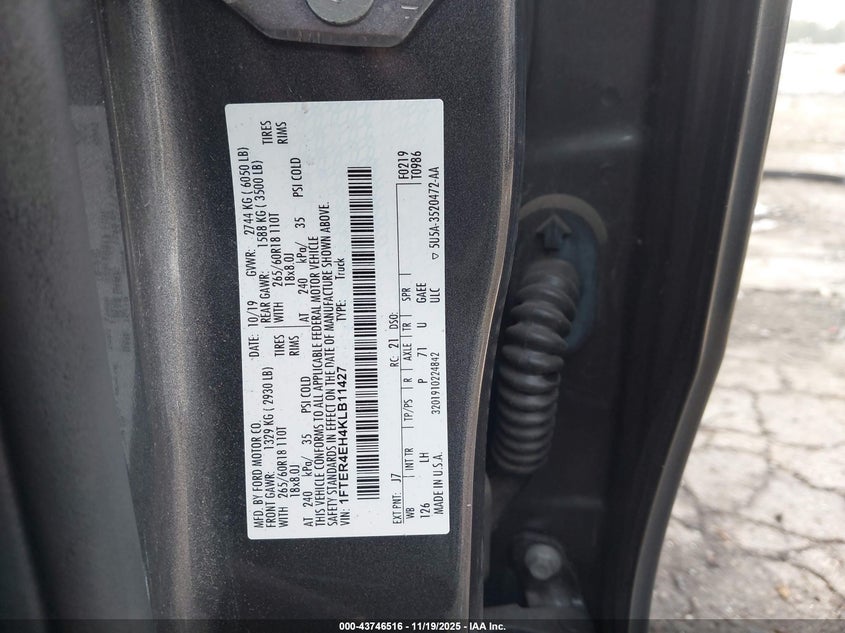 MFD. BY FORD MOTOR CO.
DATE: 10/19 GVWR: 2744 KG ( 6050 LB)
FRONT GAWR: 1329 KG ( 2930 LB) REAR GAWR: 1588 KG ( 3500 LB)
WITH 265/60R18 110T TIRES WITH 265/60R18 110T TIRES
18x8.0J RIMS 18x8.0J RIMS
AT 240 kPa/ 35 PSI COLD AT 240 kPa/ 35 PSI COLD
THIS VEHICLE CONFORMS TO ALL APPLICABLE FEDERAL MOTOR VEHICLE
SAFETY STANDARDS IN EFFECT ON THE DATE OF MANUFACTURE SHOWN ABOVE.
VIN: 1FTER4EH4KLB11427 TYPE: Truck
F0219
T0986
EXT PNT: J7 RC: 21 DSO:
WB INT TR TP/PS R AXLE TR SPR
126 LH P 71 U GAEE
MADE IN U.S.A. 3201910224842 ULC
5U5A-3520472-AA
000-43746516 - 11/19/2025 - IAA Inc.